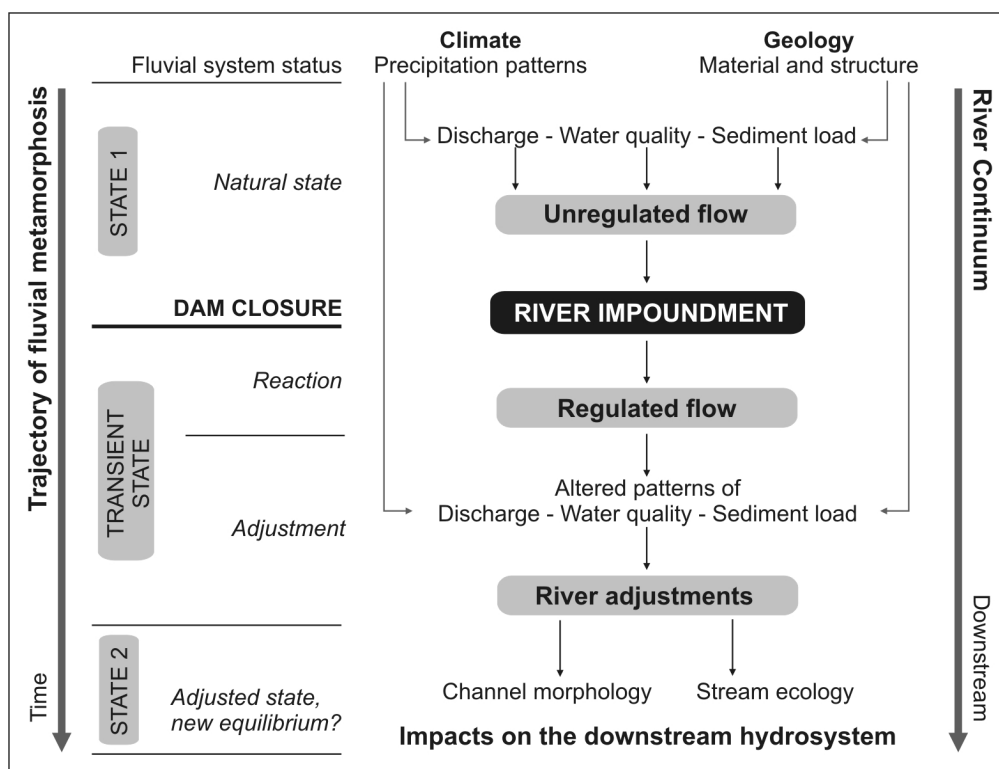 Climate
Geology
Fluvial system status
Precipitation patterns
Material and structure
Trajectory of fluvial metamorphosis
River Continuum
STATE 1
Discharge - Water quality - Sediment load
Natural state
Unregulated flow
DAM CLOSURE
RIVER IMPOUNDMENT
Reaction
TRANSIENT
STATE
Regulated flow
Altered patterns of
Discharge - Water quality - Sediment load
Adjustment
River adjustments
Downstream
Time
STATE 2
Adjusted state,
new equilibrium?
Channel morphology
Stream ecology
Impacts on the downstream hydrosystem